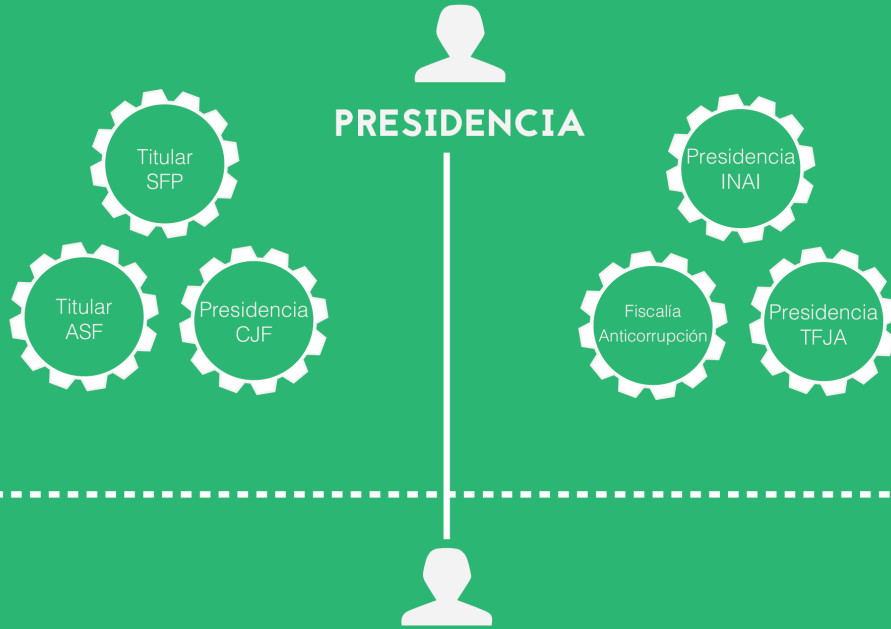 PRESIDENCIA
Titular
SFP
Titular
ASF
Presidencia
CJF
Presidencia
INAI
Fiscalía
Anticorrupción
Presidencia
TFJA